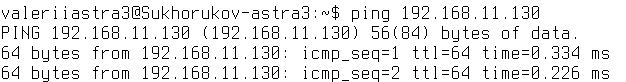 valeriiastra3@Sukhorukov-astra3:~$ ping 192.168.11.130
PING 192.168.11.130 (192.168.11.130) 56(84) bytes of data.
64 bytes from 192.168.11.130: icmp_seq=1 ttl=64 time=0.334 ms
64 bytes from 192.168.11.130: icmp_seq=2 ttl=64 time=0.226 ms